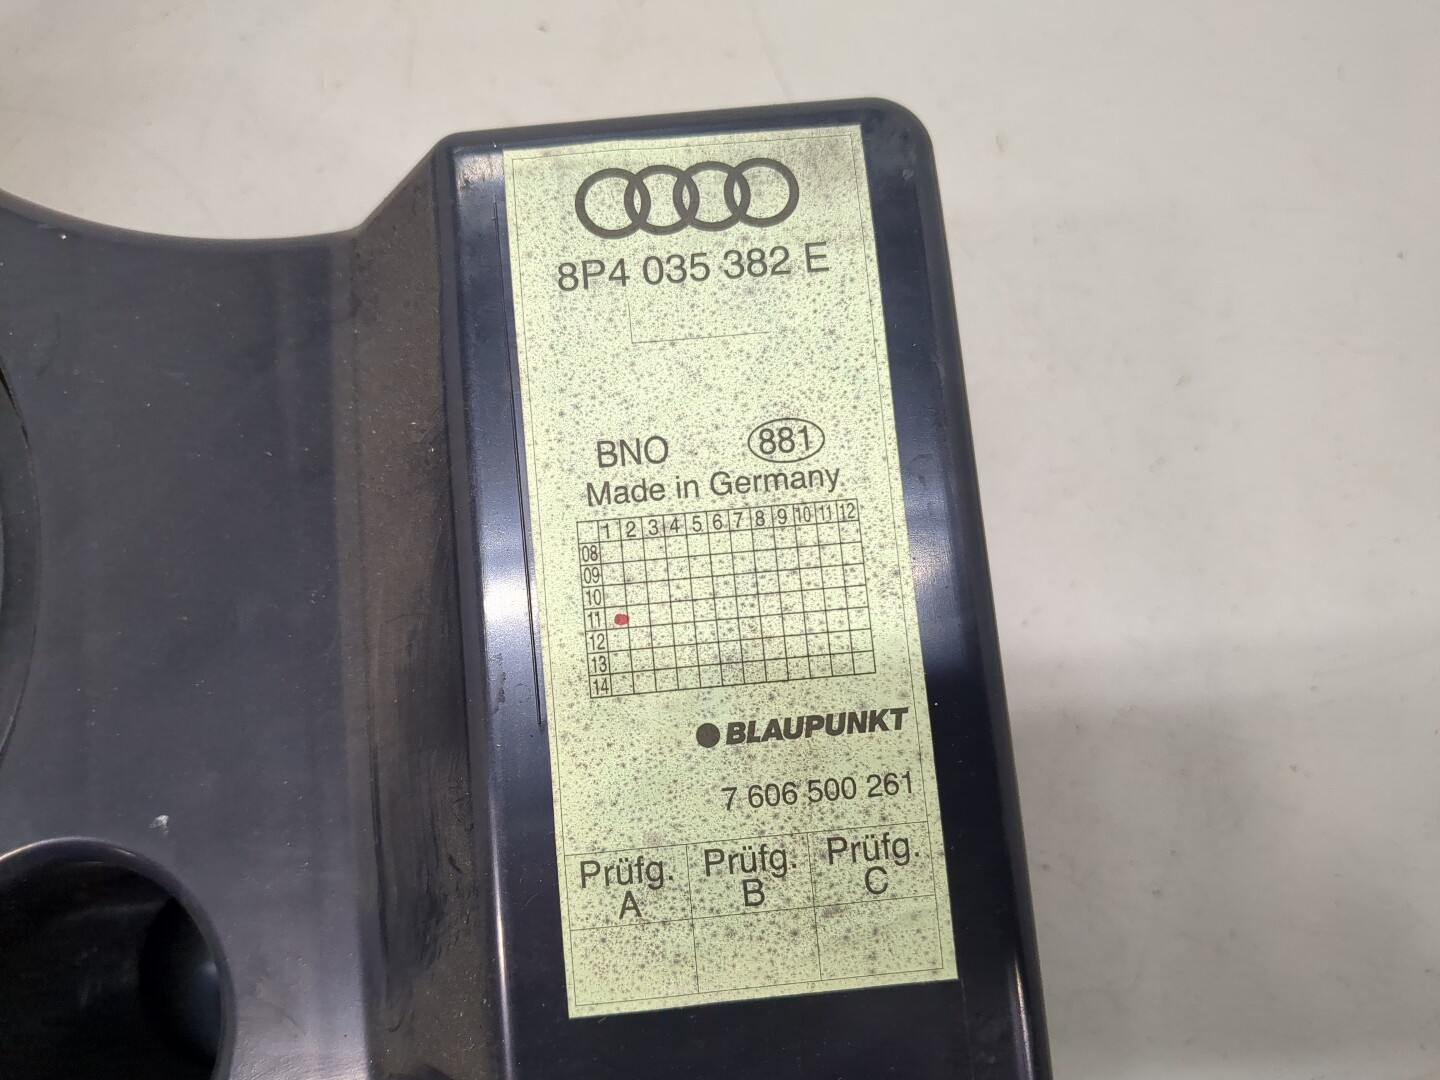 8P4 035 382 E
BNO 881
Made in Germany
1 2 3 4 5 6 7 8 9 10 11 12
08
09
10
11
12
13
14
BLAUPUNKT
7 606 500 261
Prüfg. A Prüfg. B Prüfg. C